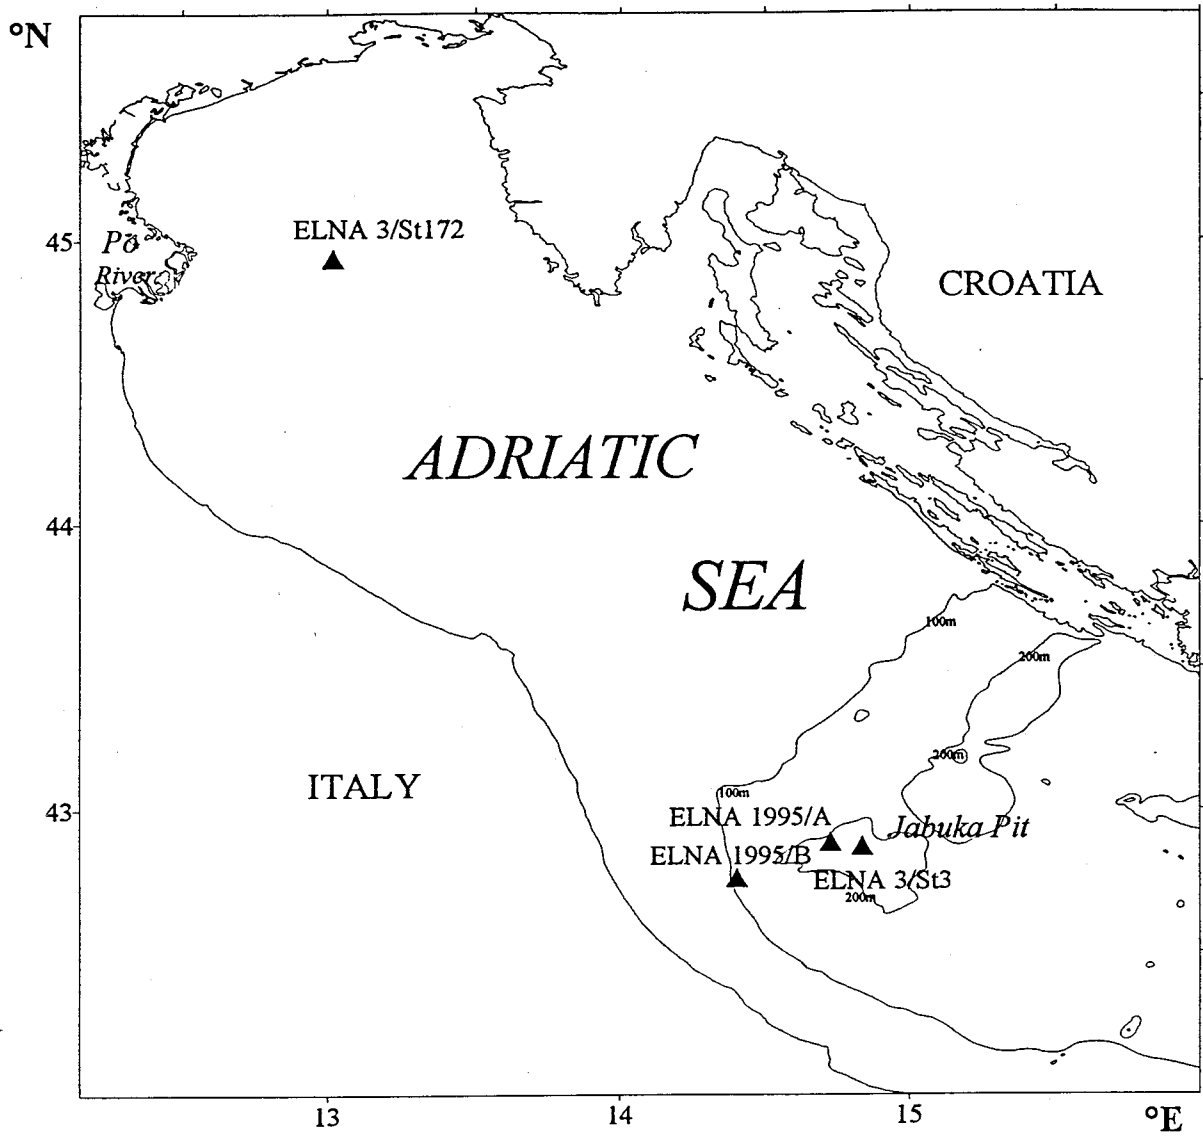 °N
ELNA 3/St172
45
Po
River
CROATIA
ADRIATIC
44
SEA
100m
200m
200m
ITALY
100m
43
ELNA 1995/A
Jabuka Pit
ELNA 1995/B
ELNA 3/St3
200m
13
14
15
°E